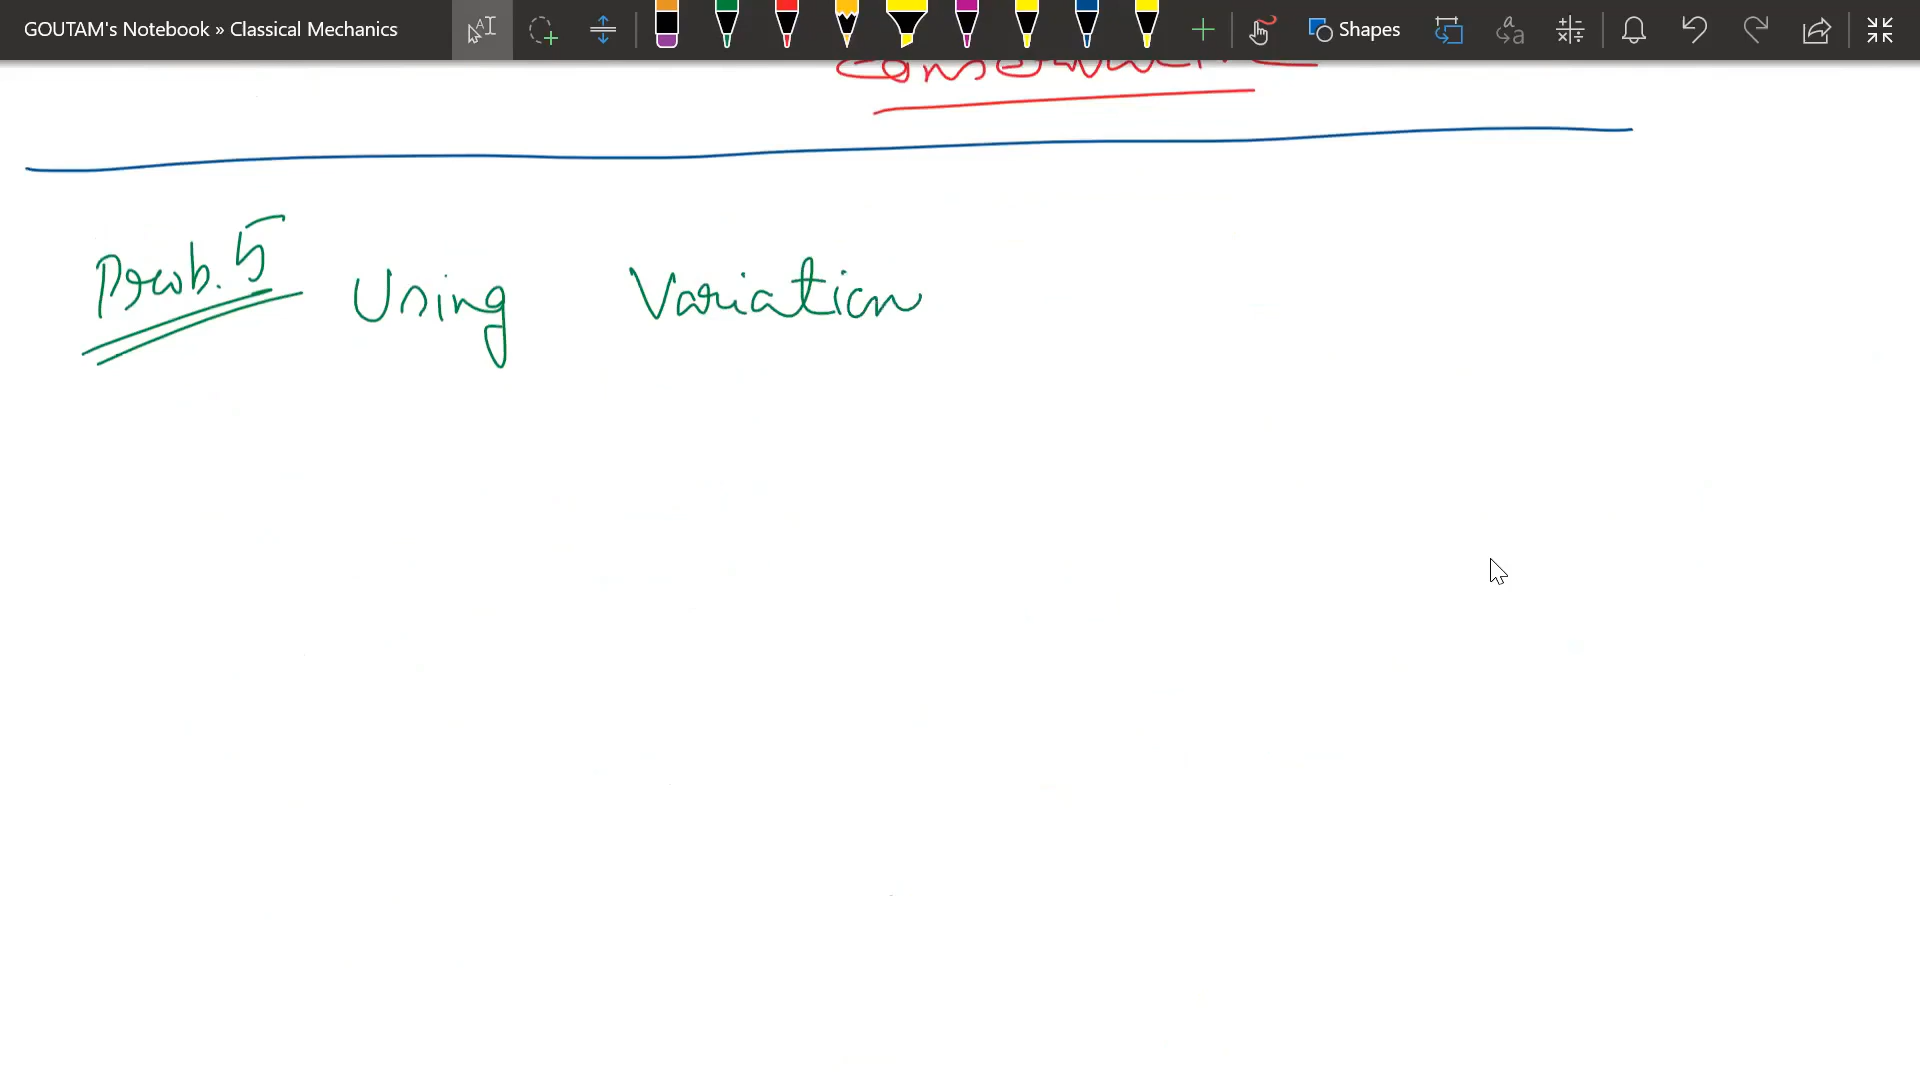 GOUTAM's Notebook » Classical Mechanics
Shapes
Prob. 5 Using Variation